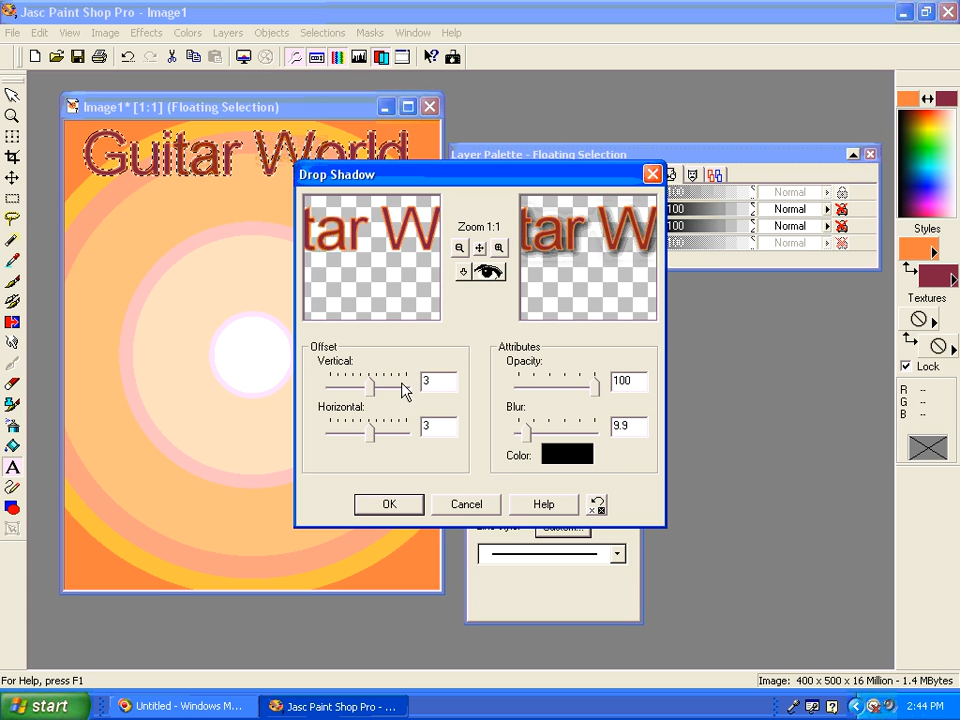 Jasc Paint Shop Pro - Image1
File Edit View Image Effects Colors Layers Objects Selections Masks Window Help
Image1* [1:1] (Floating Selection)
Guitar World
Layer Palette - Floating Selection
100 Normal
100 Normal
100 Normal
100 Normal
Drop Shadow
tar W
Zoom 1:1
tar W
Offset
Vertical:
3
Horizontal:
3
Attributes
Opacity:
100
Blur:
9.9
Color:
OK Cancel Help
Custom...
Styles
Textures
Lock
R --
G --
B --
For Help, press F1
Image: 400 x 500 x 16 Million - 1.4 MBytes
start
Untitled - Windows M...
Jasc Paint Shop Pro - ...
2:44 PM